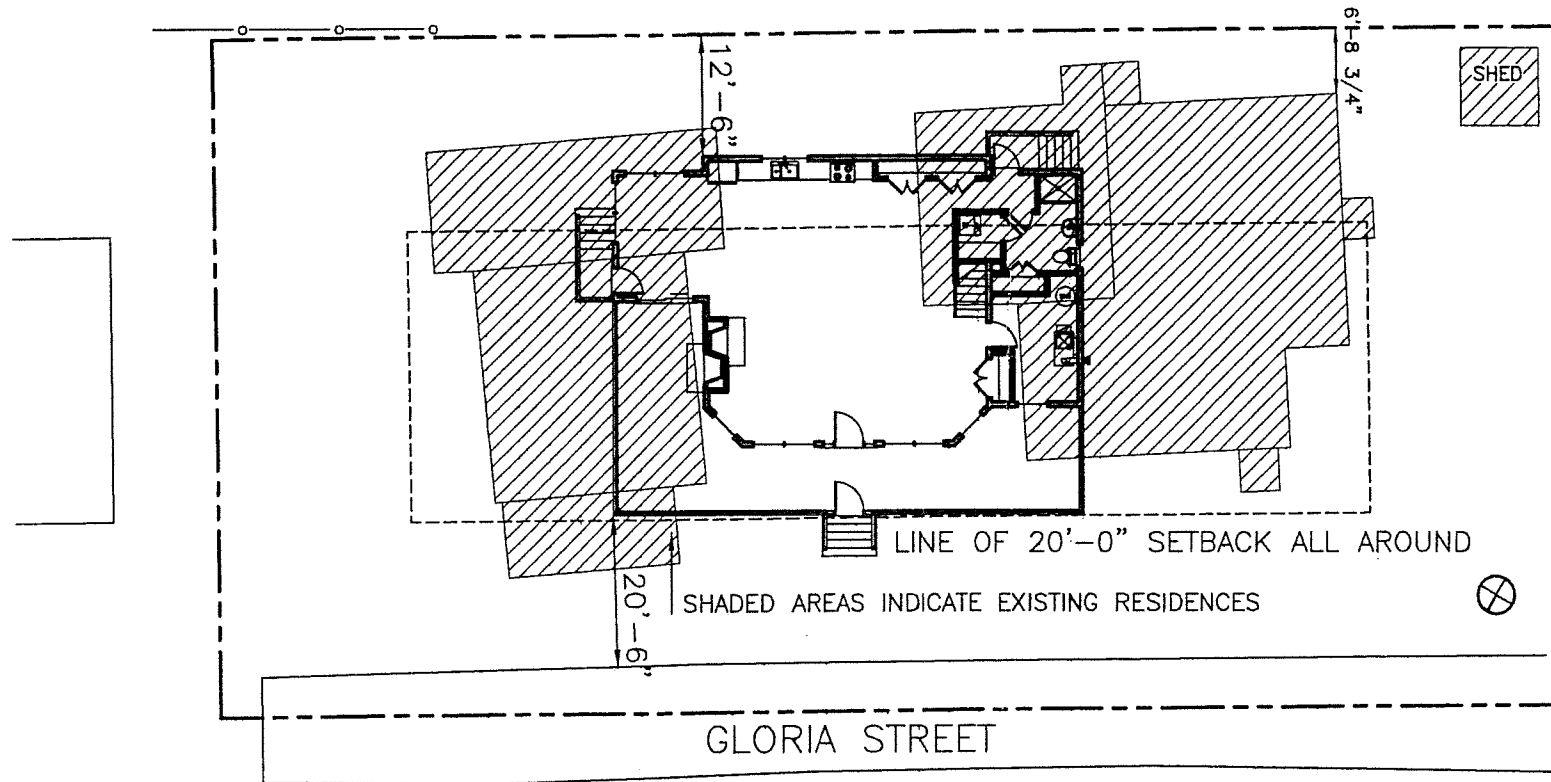 6'-8 3/4"
12'-6"
SHED
LINE OF 20'-0" SETBACK ALL AROUND
SHADED AREAS INDICATE EXISTING RESIDENCES
20'-6"
GLORIA STREET